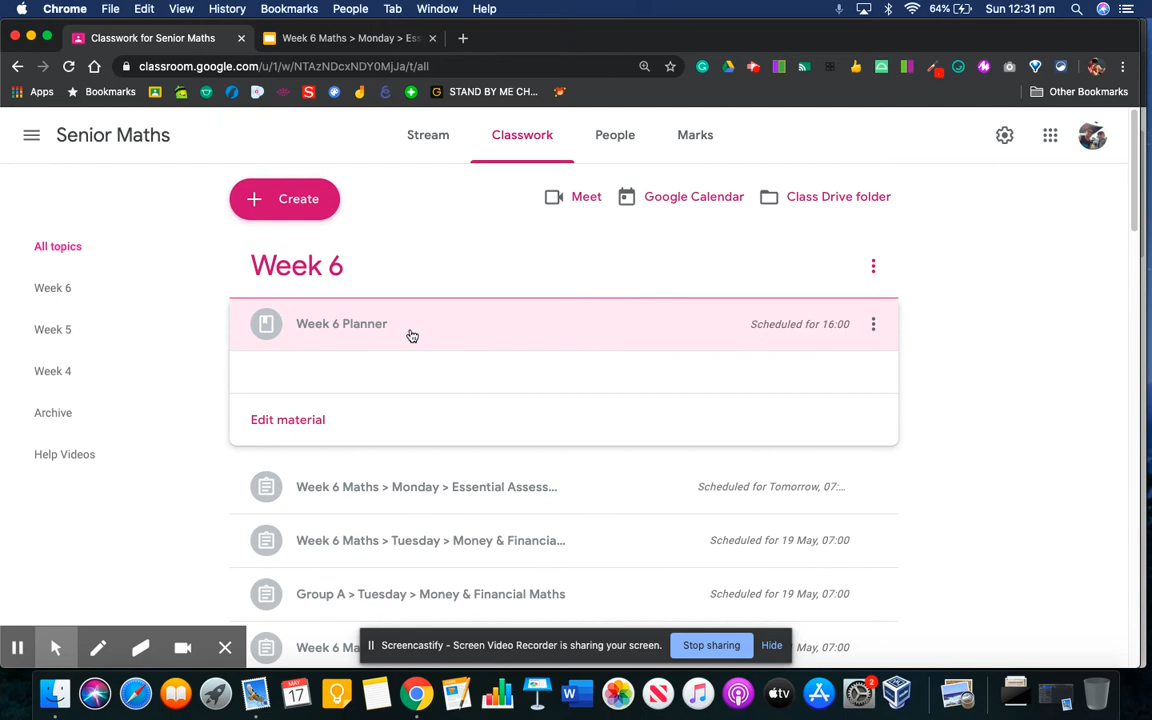 Chrome File Edit View History Bookmarks People Tab Window Help 64% Sun 12:31 pm
Classwork for Senior Maths Week 6 Maths > Monday > Ess
classroom.google.com/u/1/w/NTAzNDcxNDY0MjJa/t/all
Apps Bookmarks STAND BY ME CH... Other Bookmarks
Senior Maths Stream Classwork People Marks
Create Meet Google Calendar Class Drive folder
All topics
Week 6
Week 6
Week 5
Week 4
Archive
Help Videos
Week 6 Planner Scheduled for 16:00
Edit material
Week 6 Maths > Monday > Essential Assess... Scheduled for Tomorrow, 07:...
Week 6 Maths > Tuesday > Money & Financia... Scheduled for 19 May, 07:00
Group A > Tuesday > Money & Financial Maths Scheduled for 19 May, 07:00
Week 6 Ma May, 07:00
Screencastify - Screen Video Recorder is sharing your screen. Stop sharing Hide
MAY 17 tv 2